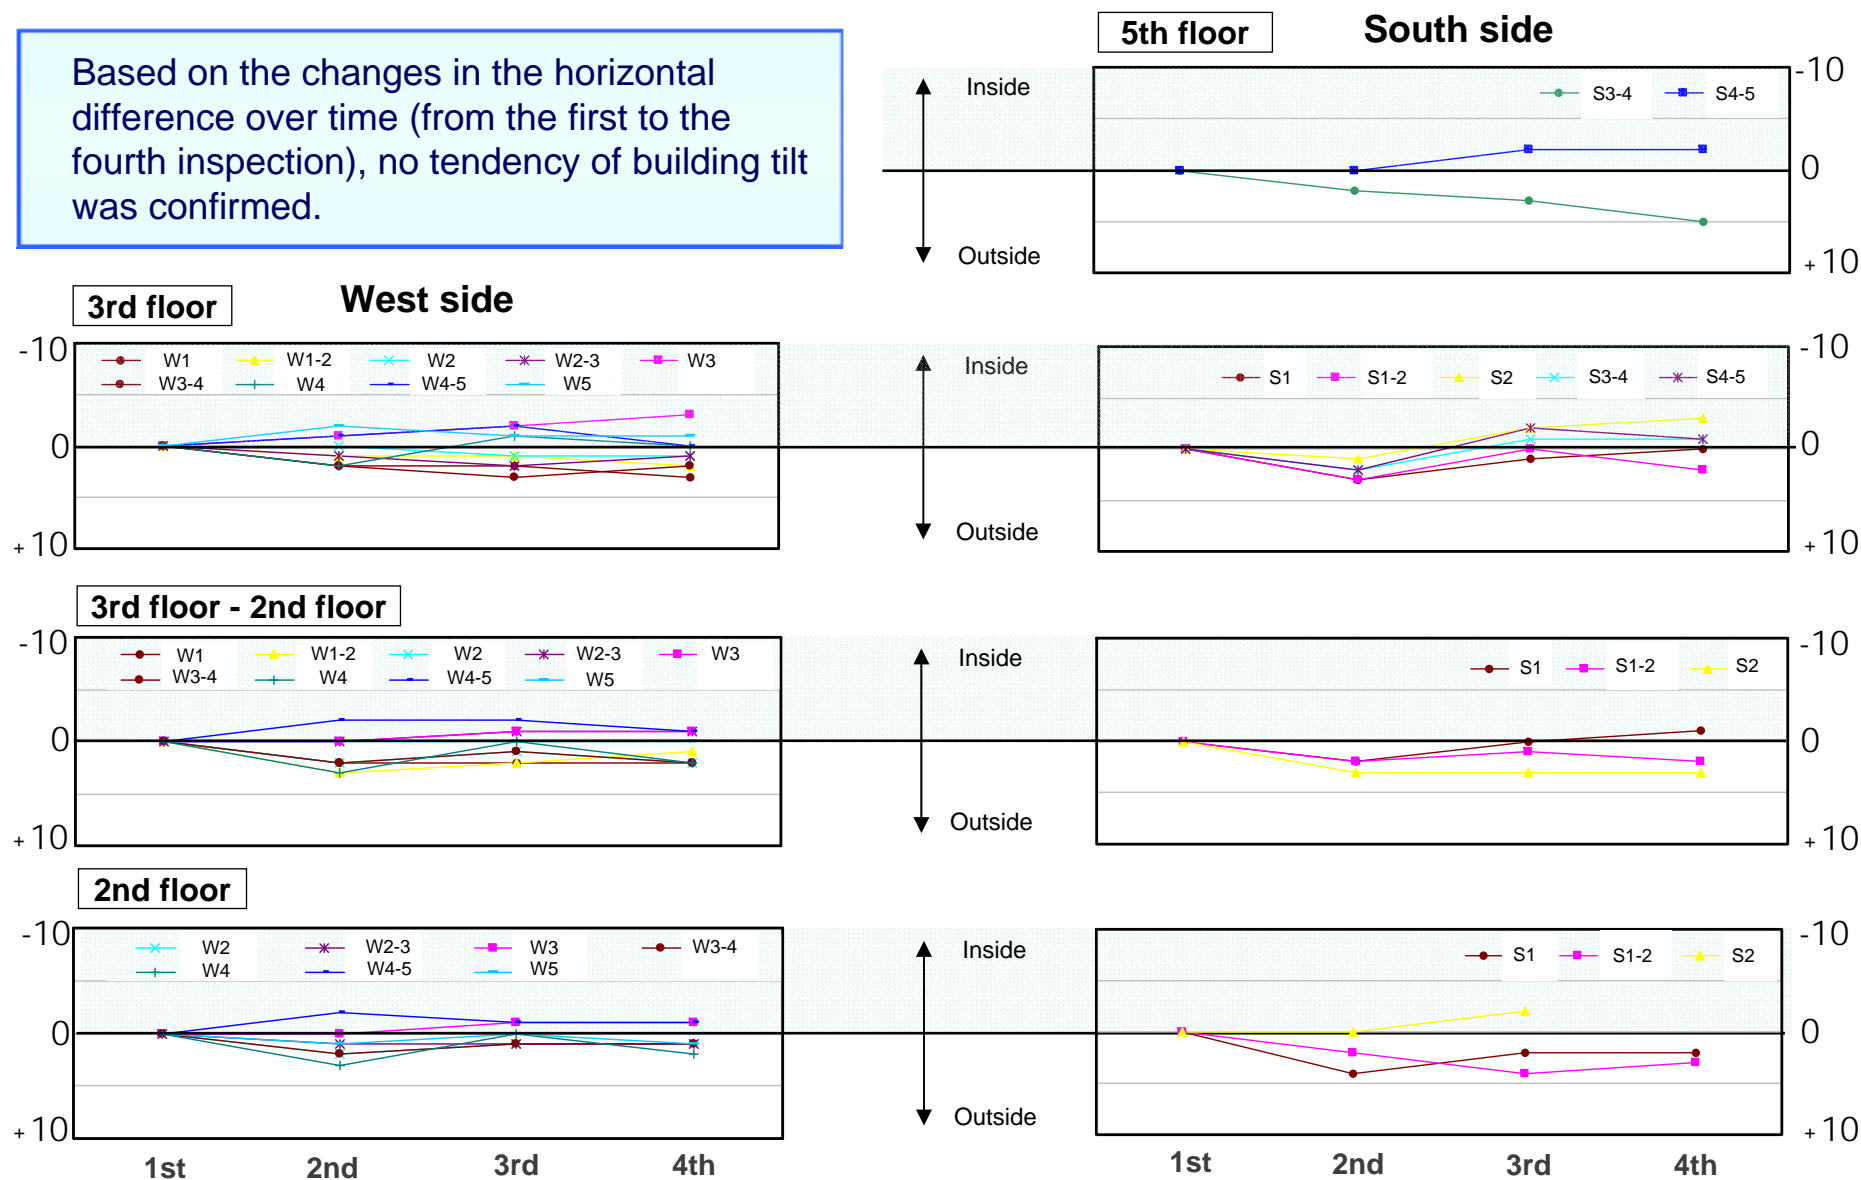 Based on the changes in the horizontal
difference over time (from the first to the
fourth inspection), no tendency of building tilt
was confirmed.
5th floor
South side
Inside
Outside
S3-4 S4-5
-10
0
+10
3rd floor
West side
-10
0
+10
W1 W1-2 W2 W2-3 W3
W3-4 W4 W4-5 W5
Inside
Outside
S1 S1-2 S2 S3-4 S4-5
-10
0
+10
3rd floor - 2nd floor
-10
0
+10
W1 W1-2 W2 W2-3 W3
W3-4 W4 W4-5 W5
Inside
Outside
S1 S1-2 S2
-10
0
+10
2nd floor
-10
0
+10
W2 W2-3 W3 W3-4
W4 W4-5 W5
Inside
Outside
S1 S1-2 S2
-10
0
+10
1st 2nd 3rd 4th
1st 2nd 3rd 4th